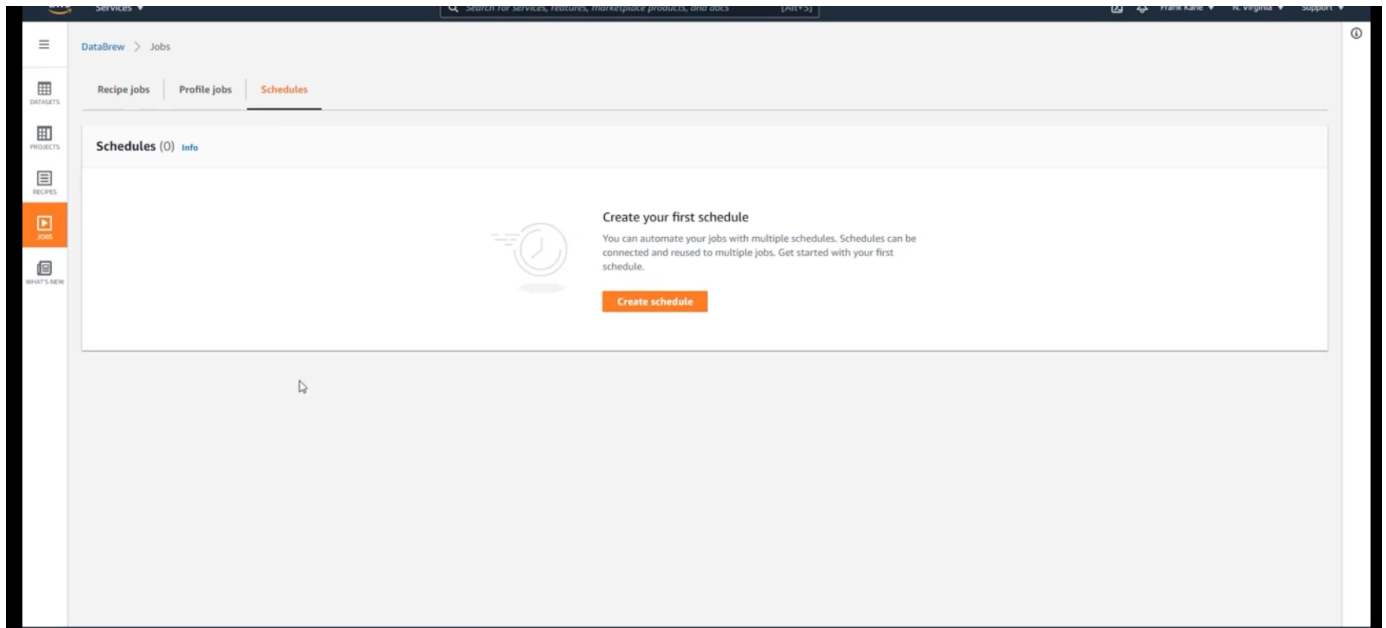 aws Services ▼ Search for services, features, marketplace products, and docs [Alt+S] Frank Kane ▼ N. Virginia ▼ Support ▼
DataBrew > Jobs
Recipe jobs Profile jobs Schedules
DATASETS
PROJECTS
RECIPES
JOBS
WHAT'S NEW
Schedules (0) Info
Create your first schedule
You can automate your jobs with multiple schedules. Schedules can be
connected and reused to multiple jobs. Get started with your first
schedule.
Create schedule